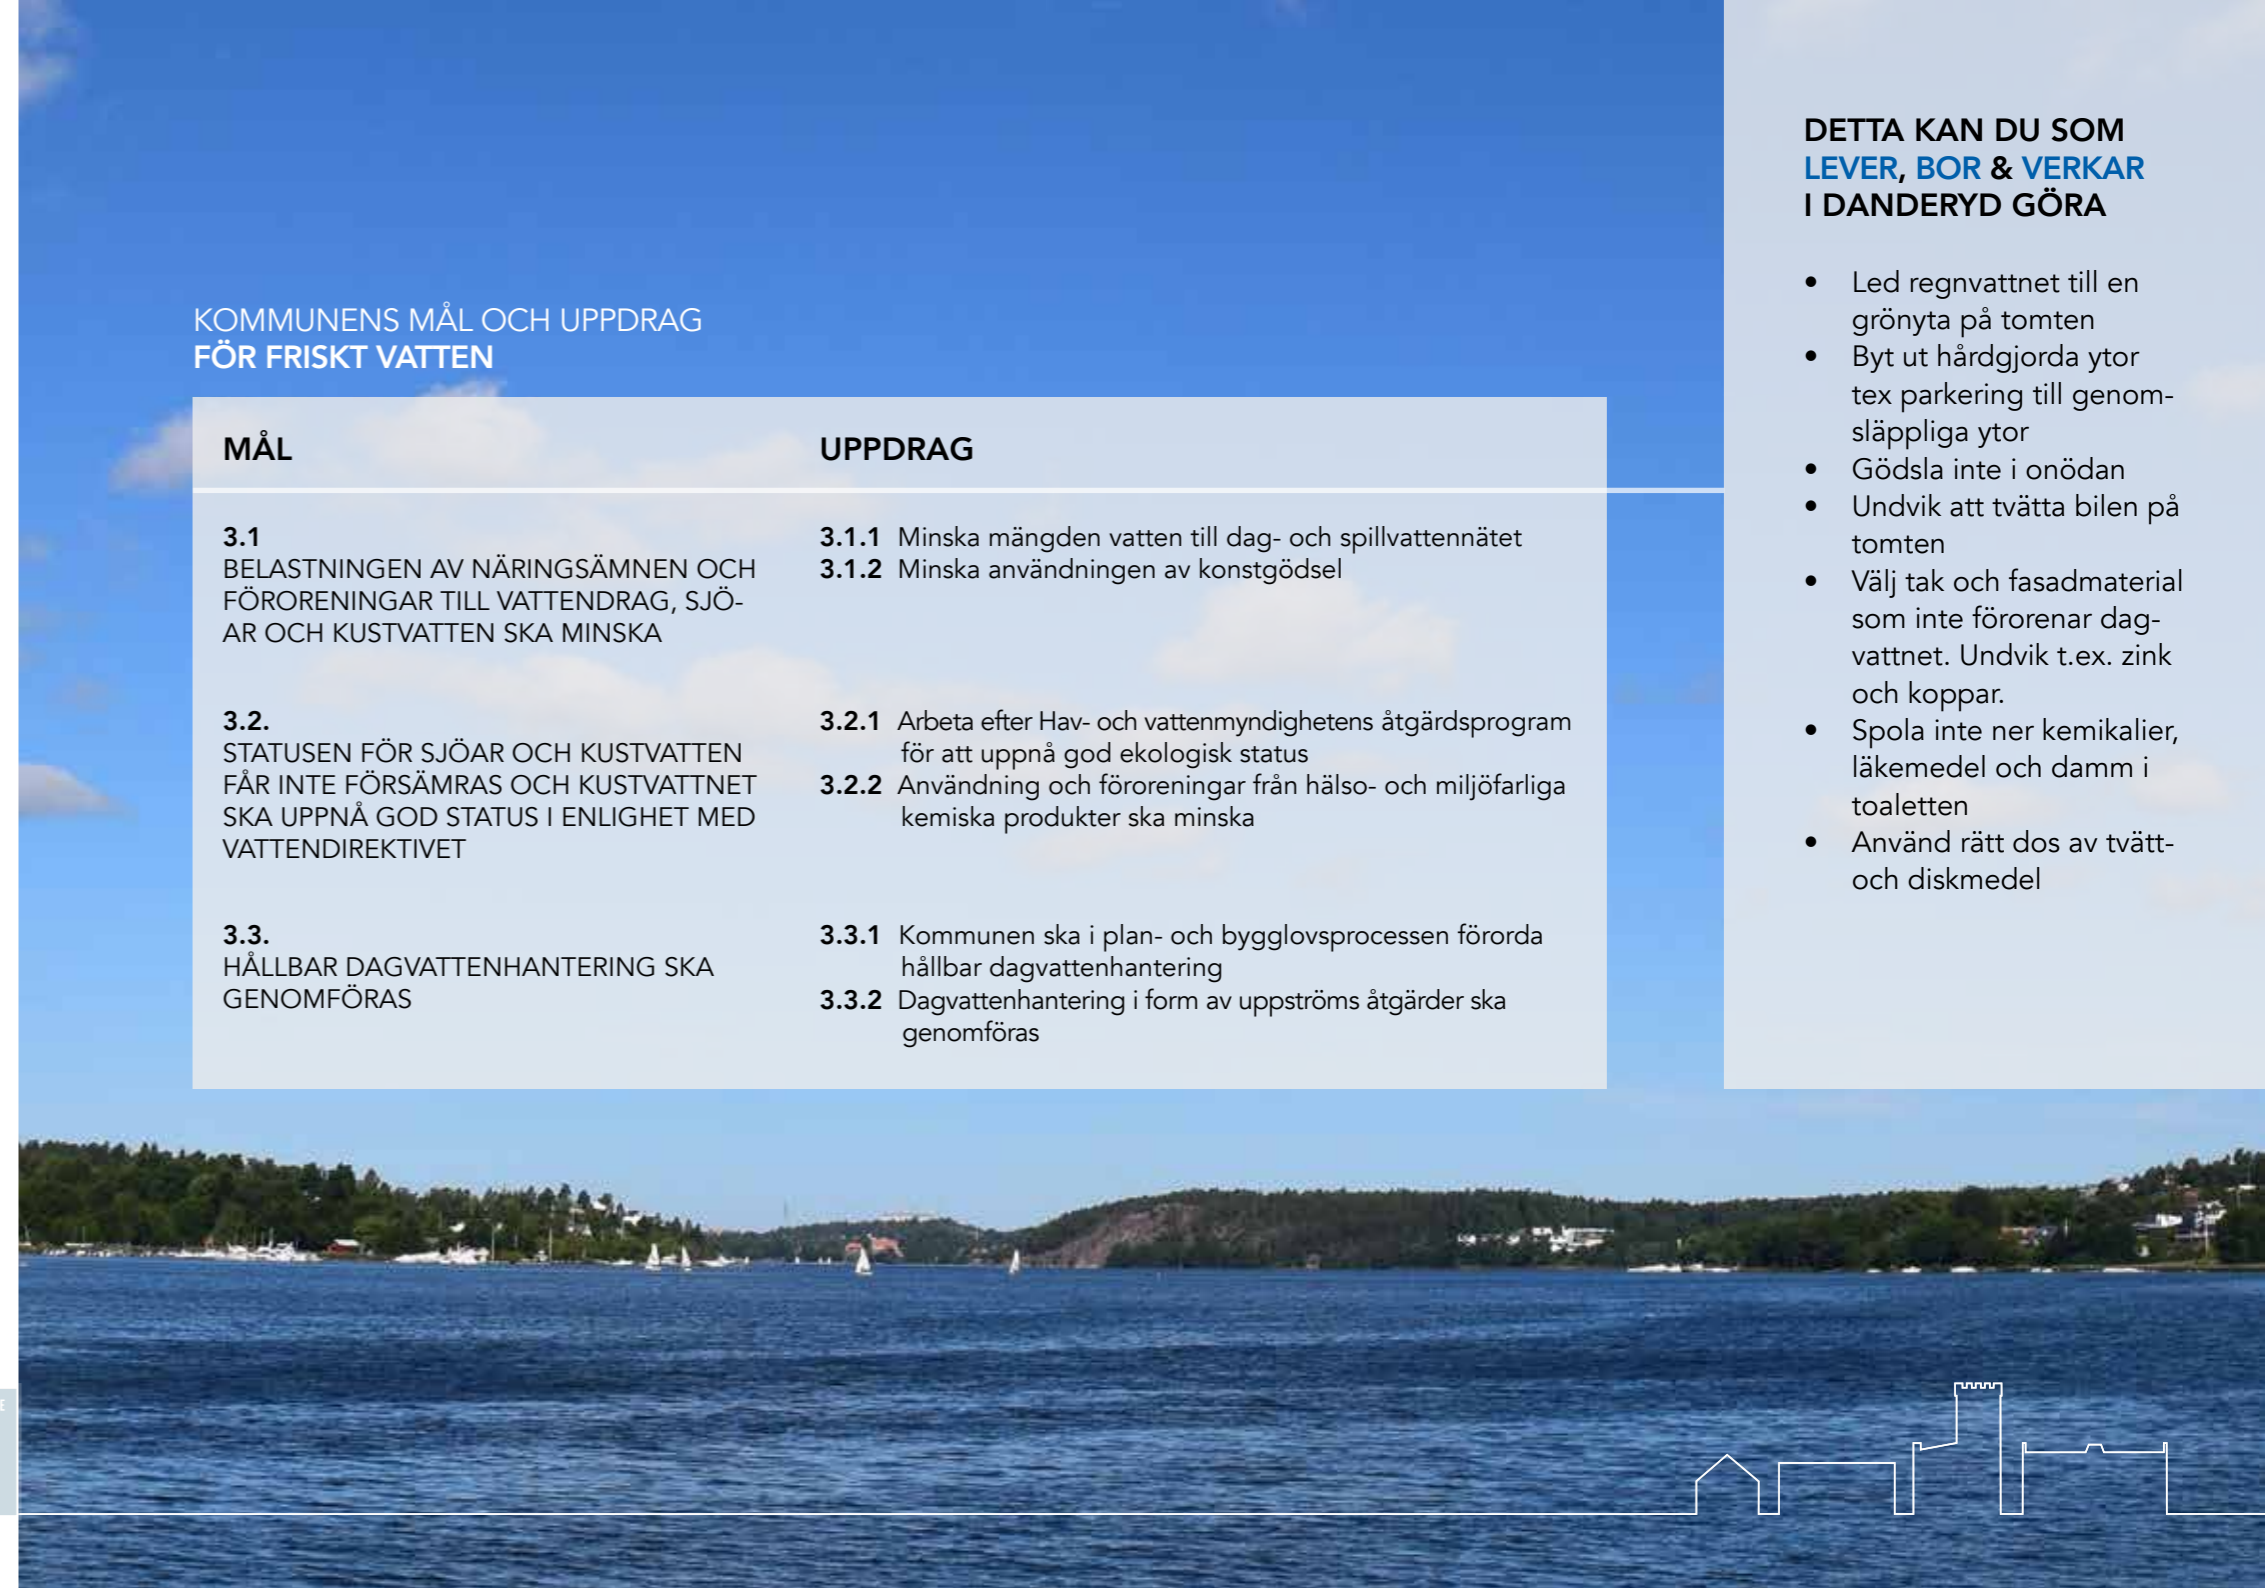 KOMMUNENS MÅL OCH UPPDRAG
FÖR FRISKT VATTEN
MÅL
UPPDRAG
3.1
BELASTNINGEN AV NÄRINGSÄMNEN OCH
FÖRORENINGAR TILL VATTENDRAG, SJÖ-
AR OCH KUSTVATTEN SKA MINSKA
3.1.1 Minska mängden vatten till dag- och spillvattennätet
3.1.2 Minska användningen av konstgödsel
3.2.
STATUSEN FÖR SJÖAR OCH KUSTVATTEN
FÅR INTE FÖRSÄMRAS OCH KUSTVATTNET
SKA UPPNÅ GOD STATUS I ENLIGHET MED
VATTENDIREKTIVET
3.2.1 Arbeta efter Hav- och vattenmyndighetens åtgärdsprogram
för att uppnå god ekologisk status
3.2.2 Användning och föroreningar från hälso- och miljöfarliga
kemiska produkter ska minska
3.3.
HÅLLBAR DAGVATTENHANTERING SKA
GENOMFÖRAS
3.3.1 Kommunen ska i plan- och bygglovsprocessen förorda
hållbar dagvattenhantering
3.3.2 Dagvattenhantering i form av uppströms åtgärder ska
genomföras
DETTA KAN DU SOM
LEVER, BOR & VERKAR
I DANDERYD GÖRA
• Led regnvattnet till en
grönyta på tomten
• Byt ut hårdgjorda ytor
tex parkering till genom-
släppliga ytor
• Gödsla inte i onödan
• Undvik att tvätta bilen på
tomten
• Välj tak och fasadmaterial
som inte förorenar dag-
vattnet. Undvik t.ex. zink
och koppar.
• Spola inte ner kemikalier,
läkemedel och damm i
toaletten
• Använd rätt dos av tvätt-
och diskmedel